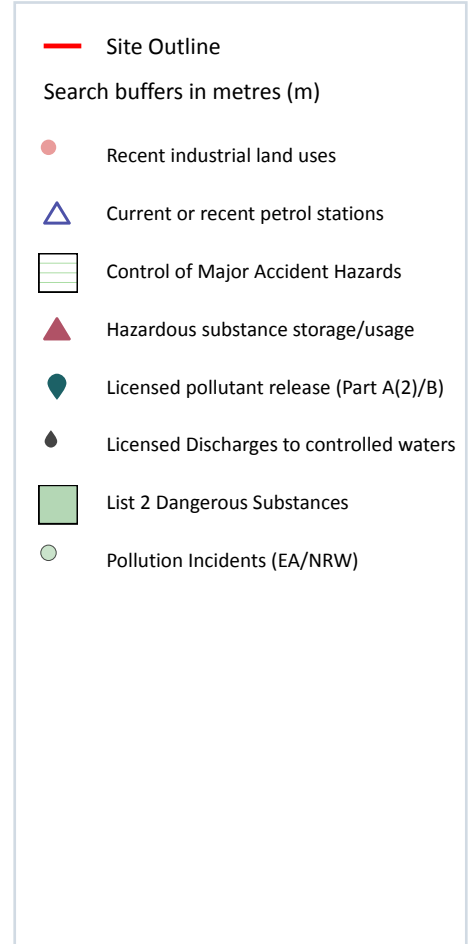 Site Outline
Search buffers in metres (m)
Recent industrial land uses
Current or recent petrol stations
Control of Major Accident Hazards
Hazardous substance storage/usage
Licensed pollutant release (Part A(2)/B)
Licensed Discharges to controlled waters
List 2 Dangerous Substances
Pollution Incidents (EA/NRW)